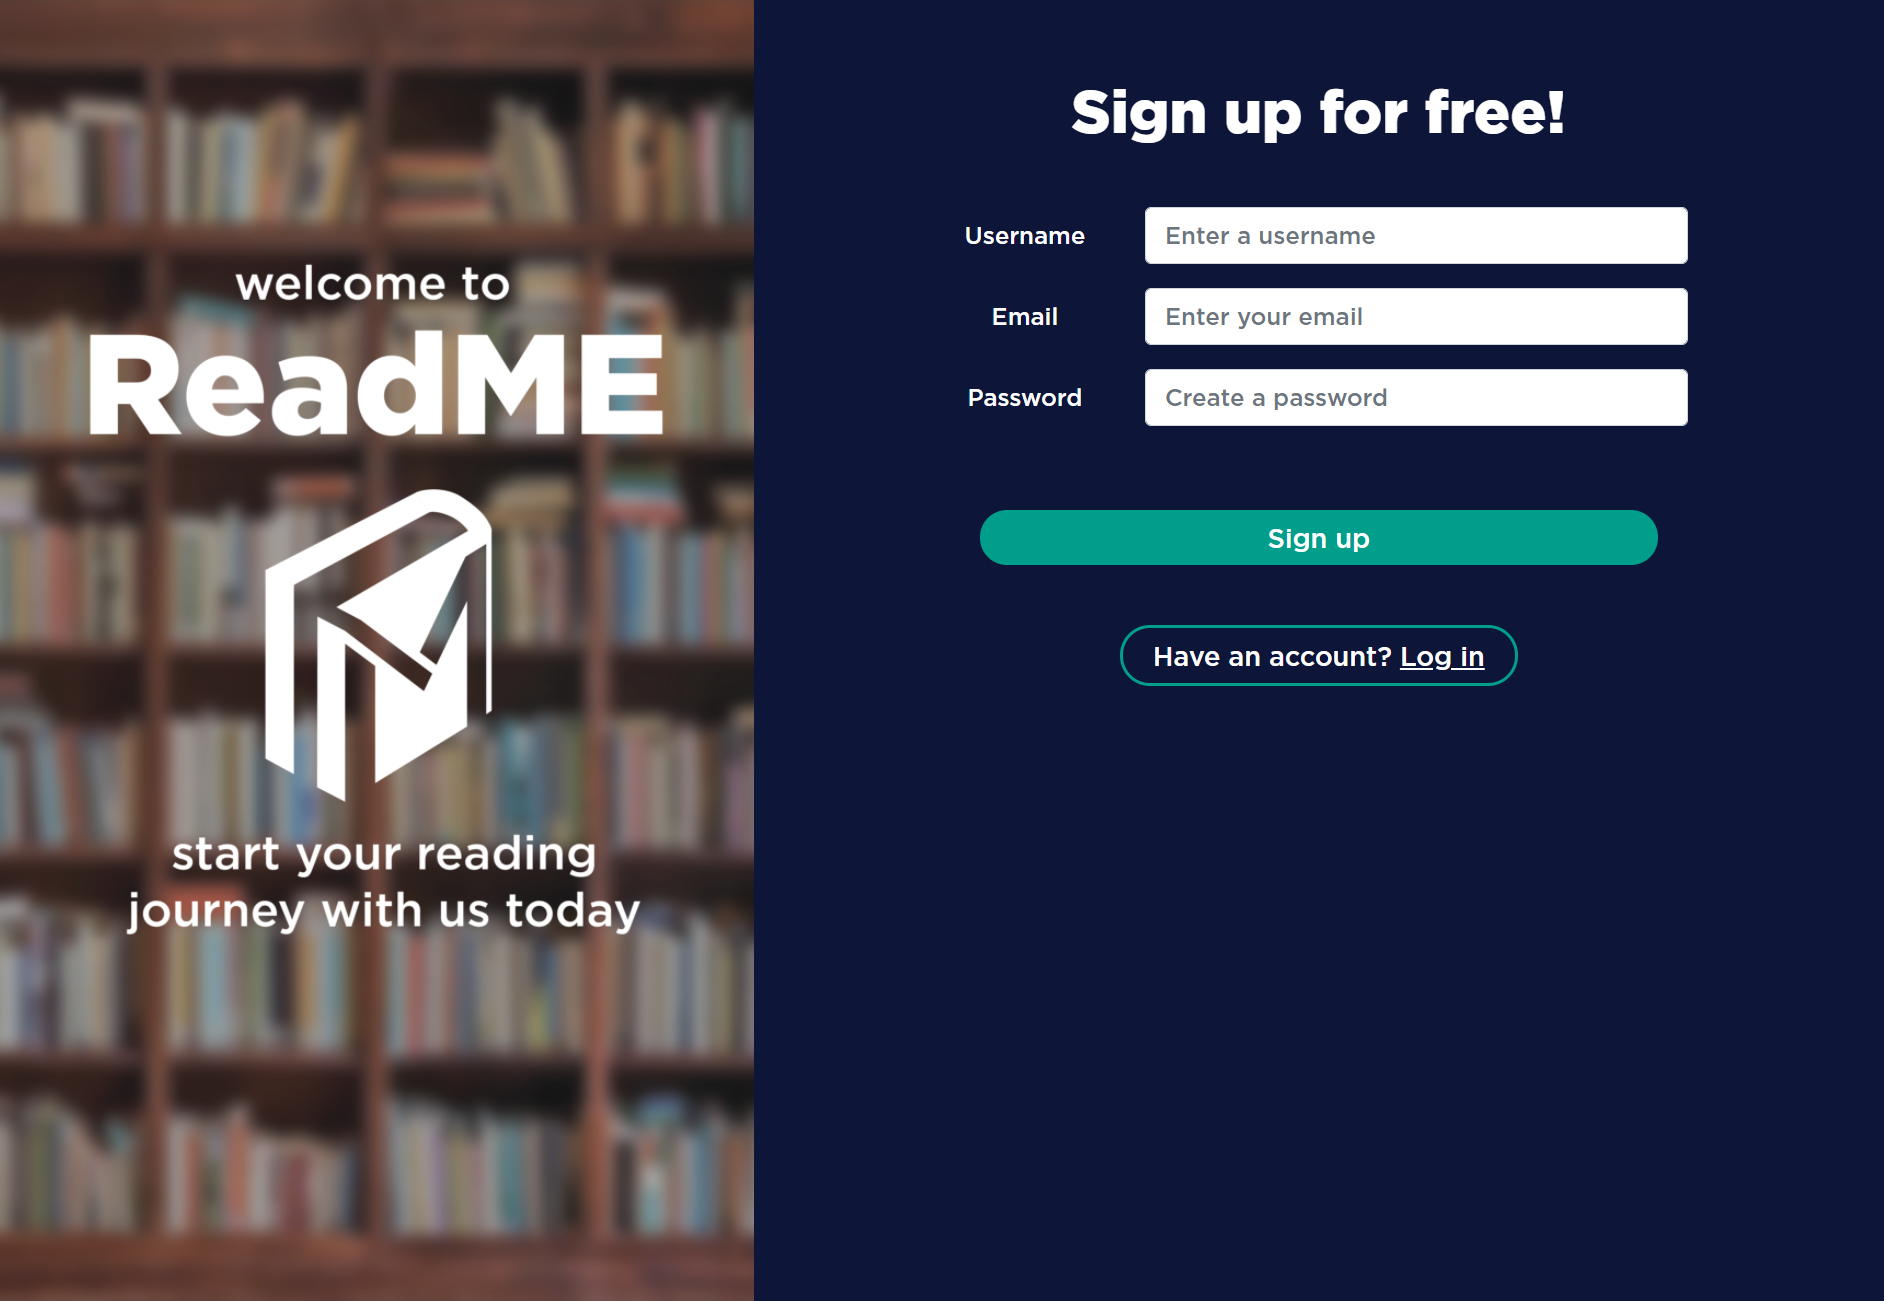 welcome to
ReadME
start your reading
journey with us today
Sign up for free!
Username
Enter a username
Email
Enter your email
Password
Create a password
Sign up
Have an account? Log in